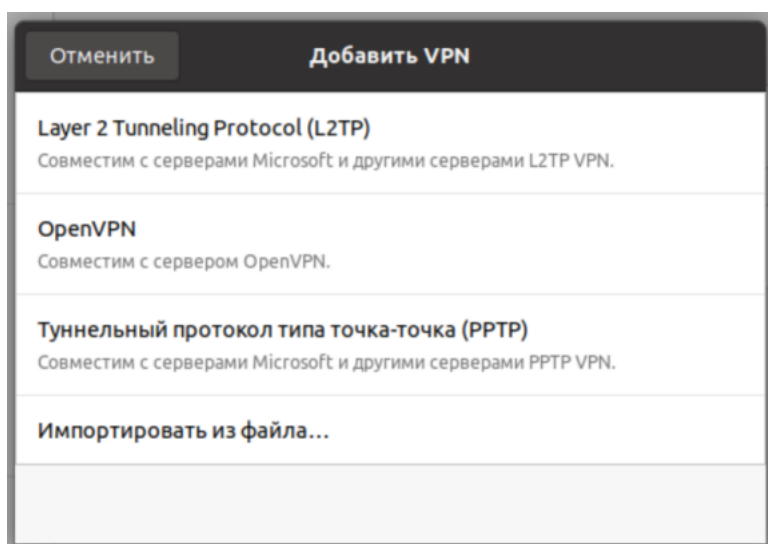 Отменить
Добавить VPN
Layer 2 Tunneling Protocol (L2TP)
Совместим с серверами Microsoft и другими серверами L2TP VPN.
OpenVPN
Совместим с сервером OpenVPN.
Туннельный протокол типа точка-точка (PPTP)
Совместим с серверами Microsoft и другими серверами PPTP VPN.
Импортировать из файла…